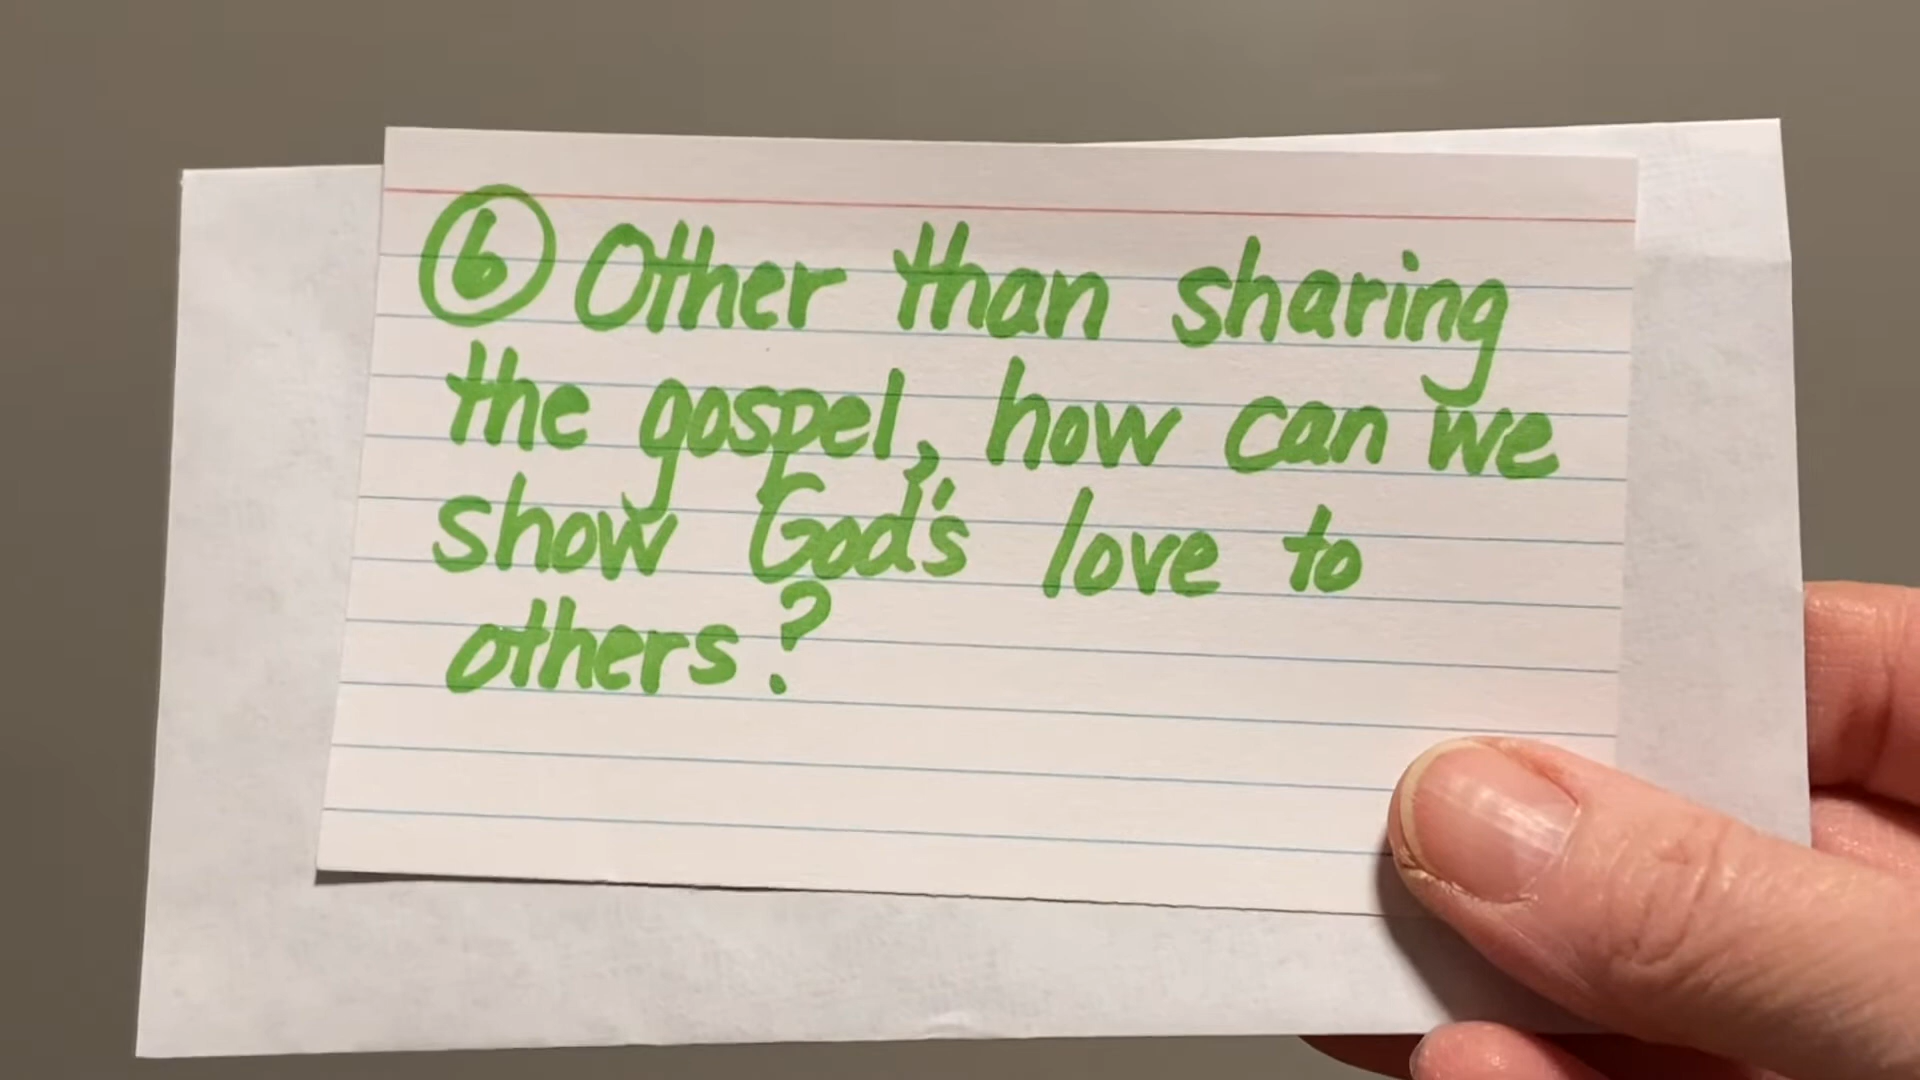 ⑥ Other than sharing
the gospel, how can we
show God's love to
others?